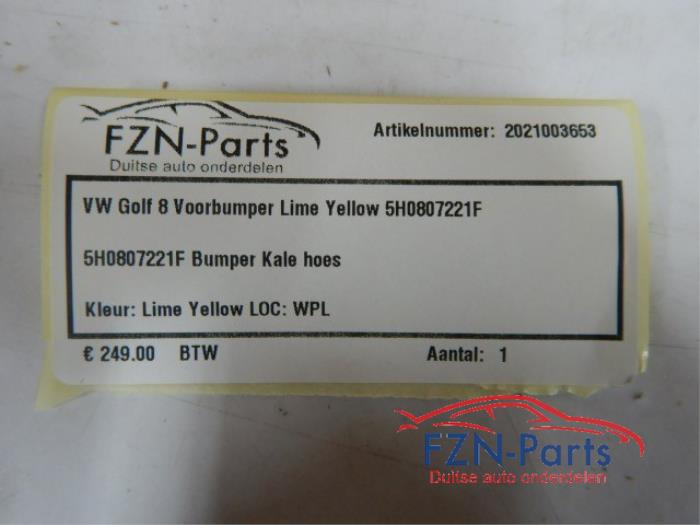 FZN-Parts
Duitse auto onderdelen
Artikelnummer: 2021003653
VW Golf 8 Voorbumper Lime Yellow 5H0807221F
5H0807221F Bumper Kale hoes
Kleur: Lime Yellow LOC: WPL
€ 249.00 BTW Aantal: 1
FZN-Parts
Duitse auto onderdelen